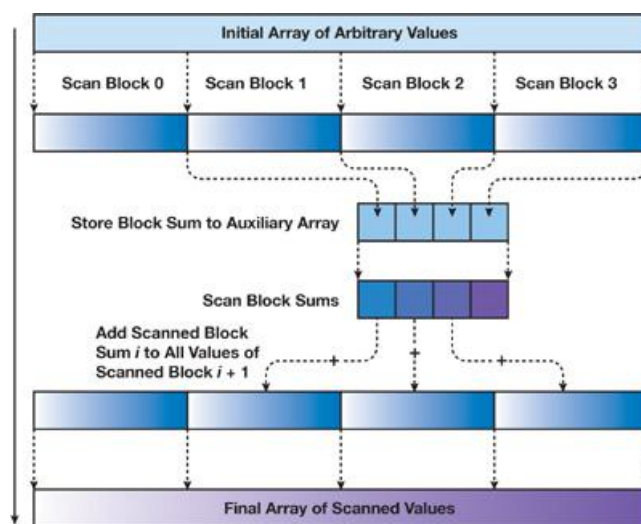 Initial Array of Arbitrary Values
Scan Block 0
Scan Block 1
Scan Block 2
Scan Block 3
Store Block Sum to Auxiliary Array
Scan Block Sums
Add Scanned Block
Sum i to All Values of
Scanned Block i + 1
+
+
+
Final Array of Scanned Values